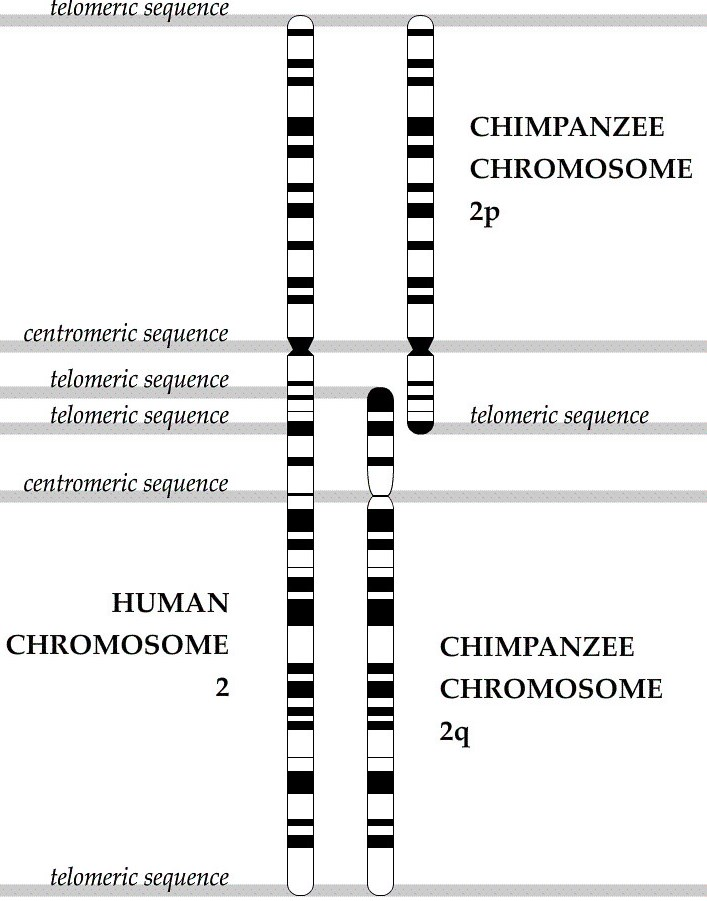 telomeric sequence
CHIMPANZEE
CHROMOSOME
2p
centromeric sequence
telomeric sequence
telomeric sequence
telomeric sequence
centromeric sequence
HUMAN
CHROMOSOME
2
CHIMPANZEE
CHROMOSOME
2q
telomeric sequence